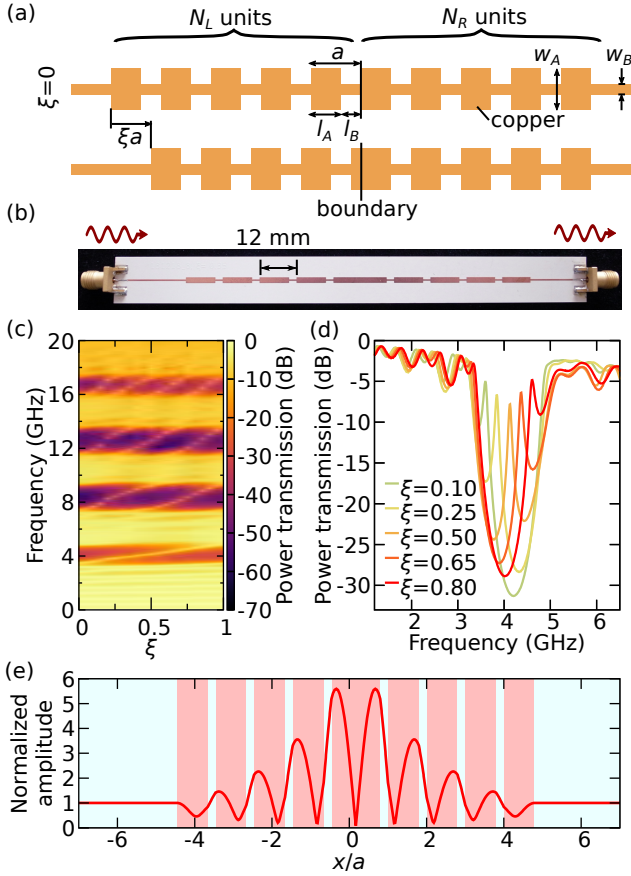 (a)
N_L units
N_R units
a
w_A
w_B
ξ=0
l_A
l_B
copper
ξa
boundary
(b)
12 mm
(c)
20
16
12
8
4
0
Frequency (GHz)
0
0.5
1
ξ
0
−10
−20
−30
−40
−50
−60
−70
Power transmission (dB)
(d)
0
−5
−10
−15
−20
−25
−30
Power transmission (dB)
ξ=0.10
ξ=0.25
ξ=0.50
ξ=0.65
ξ=0.80
2
3
4
5
6
Frequency (GHz)
(e)
6
5
4
3
2
1
0
Normalized
amplitude
−6
−4
−2
0
2
4
6
x/a